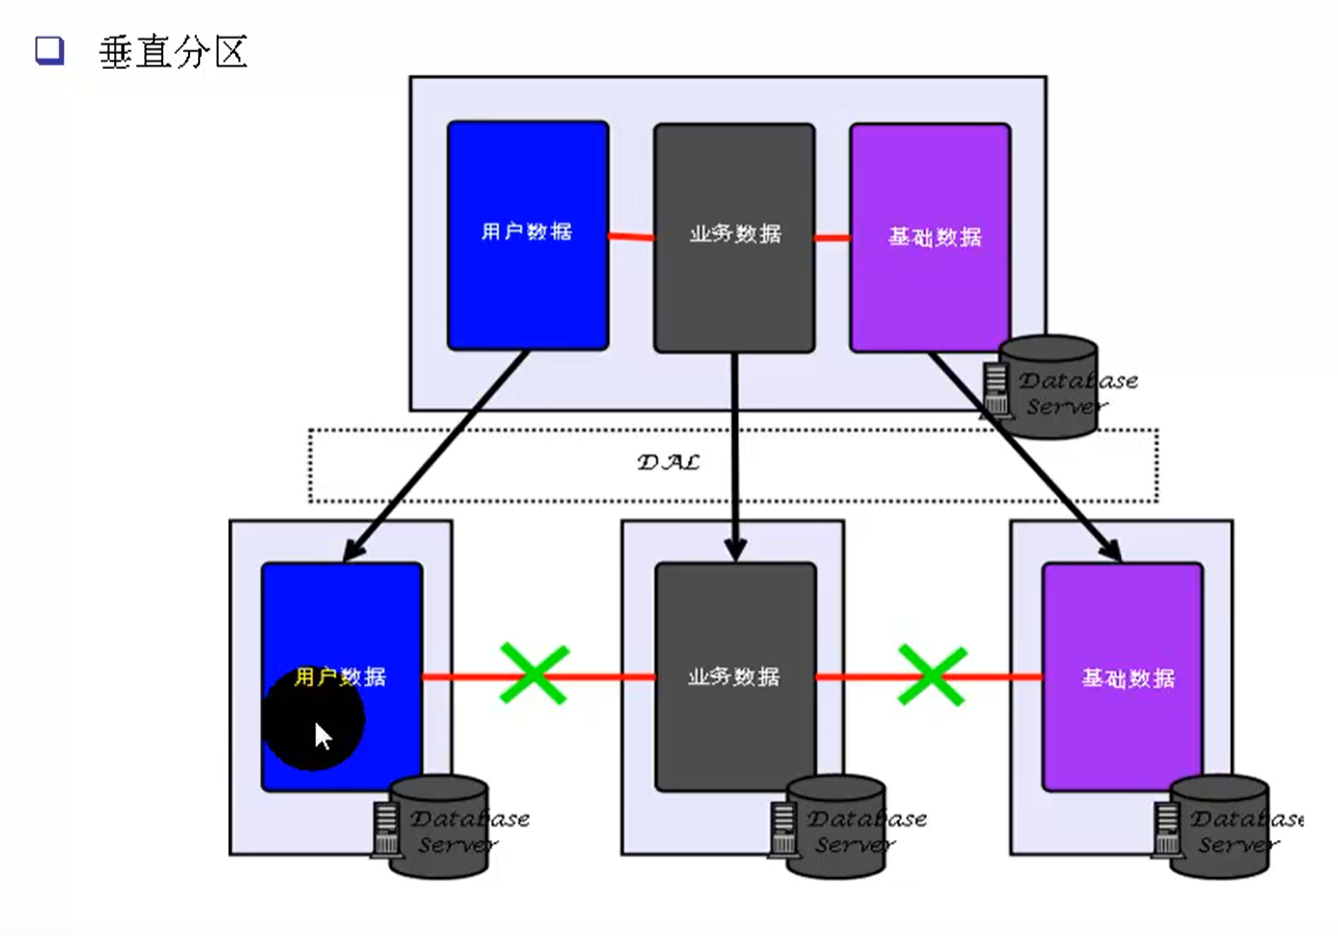 垂直分区
用户数据
业务数据
基础数据
Database
Server
DAL
用户数据
业务数据
基础数据
Database
Server
Database
Server
Database
Server